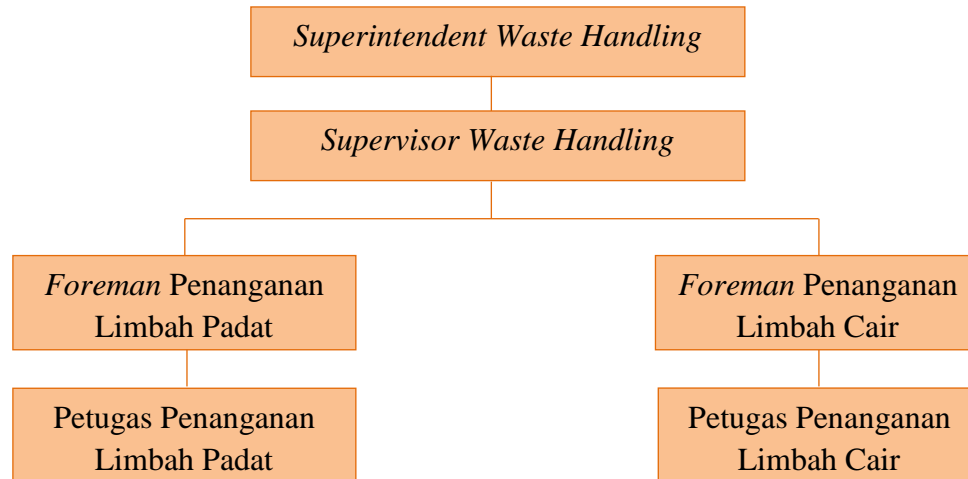 Superintendent Waste Handling
Supervisor Waste Handling
Foreman Penanganan
Limbah Padat
Foreman Penanganan
Limbah Cair
Petugas Penanganan
Limbah Padat
Petugas Penanganan
Limbah Cair